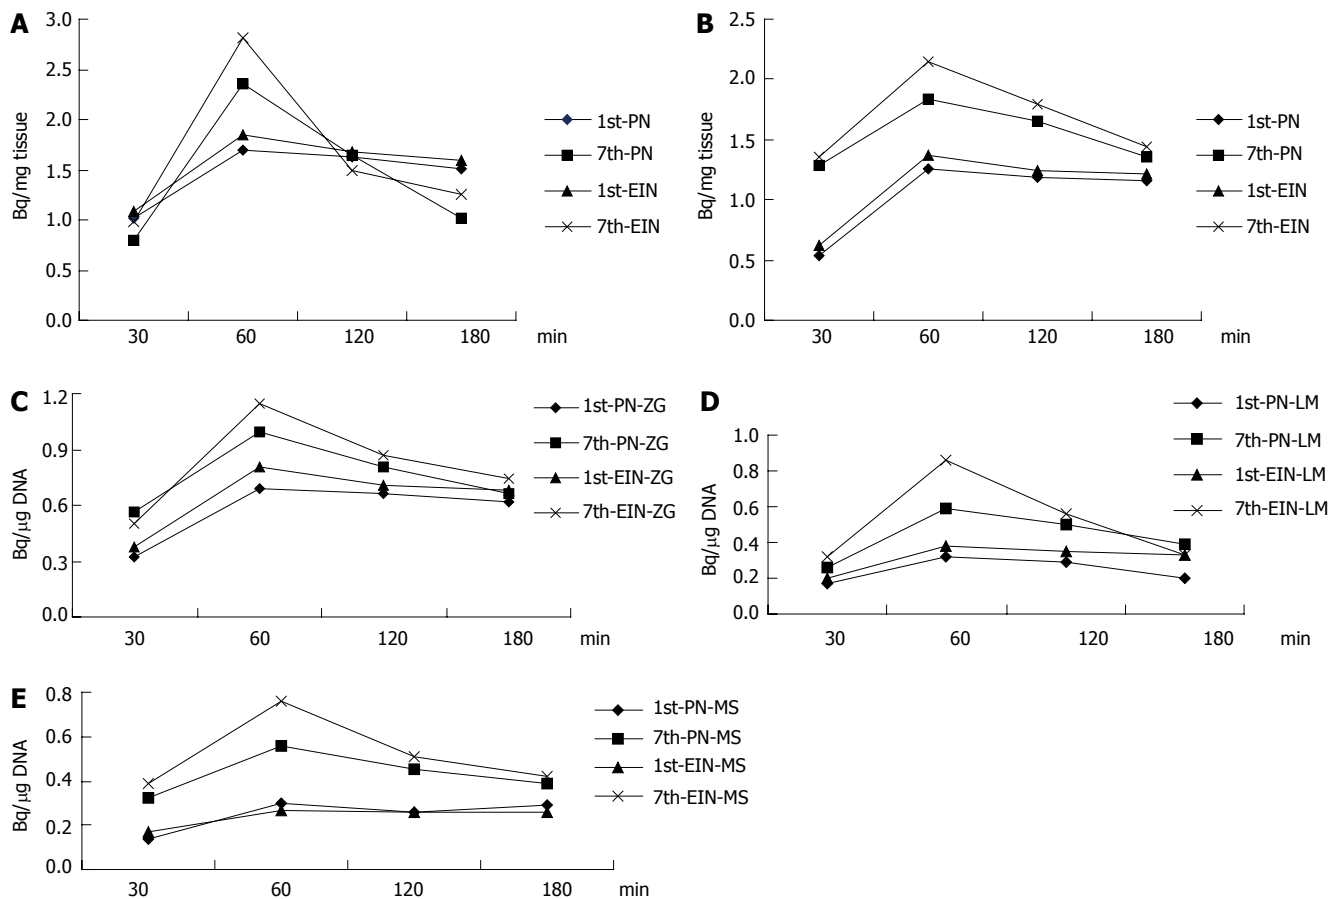 A
Bq/mg tissue
3.0
2.5
2.0
1.5
1.0
0.5
0.0
30 60 120 180 min
1st-PN
7th-PN
1st-EIN
7th-EIN
B
Bq/mg tissue
2.5
2.0
1.5
1.0
0.5
0.0
30 60 120 180 min
1st-PN
7th-PN
1st-EIN
7th-EIN
C
Bq/μg DNA
1.2
0.9
0.6
0.3
0.0
30 60 120 180 min
1st-PN-ZG
7th-PN-ZG
1st-EIN-ZG
7th-EIN-ZG
D
Bq/μg DNA
1.0
0.8
0.6
0.4
0.2
0.0
30 60 120 180 min
1st-PN-LM
7th-PN-LM
1st-EIN-LM
7th-EIN-LM
E
Bq/μg DNA
0.8
0.6
0.4
0.2
0.0
30 60 120 180 min
1st-PN-MS
7th-PN-MS
1st-EIN-MS
7th-EIN-MS